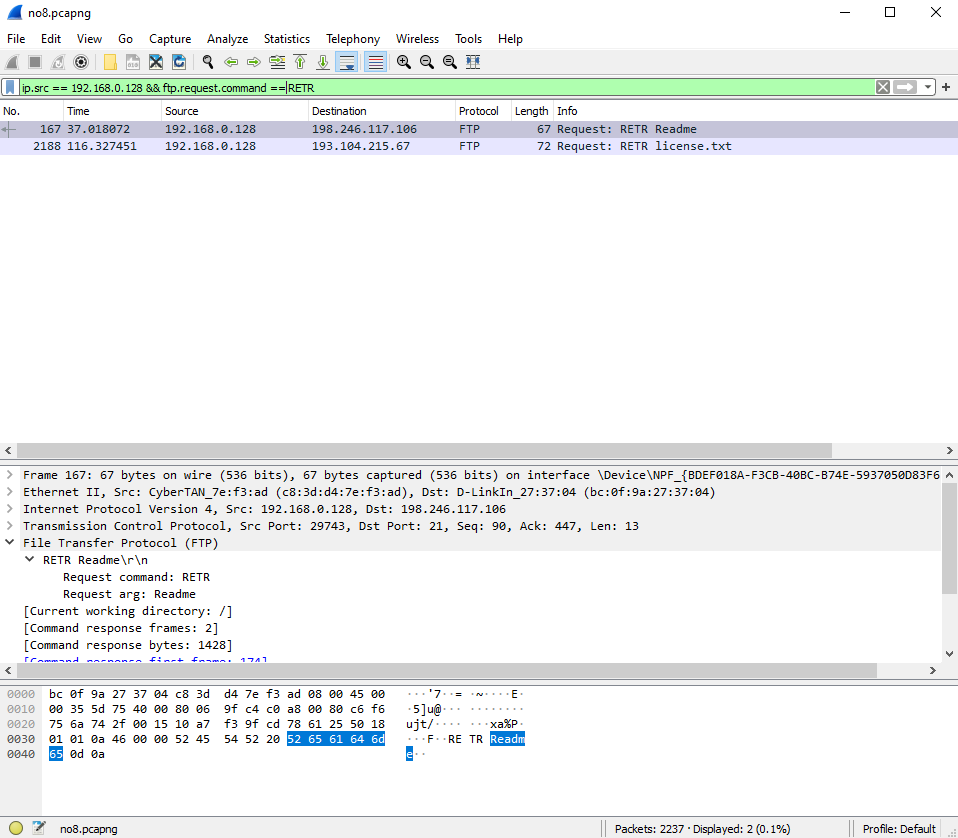 no8.pcapng
File Edit View Go Capture Analyze Statistics Telephony Wireless Tools Help
ip.src == 192.168.0.128 && ftp.request.command ==RETR
No. Time Source Destination Protocol Length Info
167 37.018072 192.168.0.128 198.246.117.106 FTP 67 Request: RETR Readme
2188 116.327451 192.168.0.128 193.104.215.67 FTP 72 Request: RETR license.txt
Frame 167: 67 bytes on wire (536 bits), 67 bytes captured (536 bits) on interface \Device\NPF_{BDEF018A-F3CB-40BC-B74E-5937050D83F6
Ethernet II, Src: CyberTAN_7e:f3:ad (c8:3d:d4:7e:f3:ad), Dst: D-LinkIn_27:37:04 (bc:0f:9a:27:37:04)
Internet Protocol Version 4, Src: 192.168.0.128, Dst: 198.246.117.106
Transmission Control Protocol, Src Port: 29743, Dst Port: 21, Seq: 90, Ack: 447, Len: 13
File Transfer Protocol (FTP)
RETR Readme\r\n
Request command: RETR
Request arg: Readme
[Current working directory: /]
[Command response frames: 2]
[Command response bytes: 1428]
[Command response first frame: 174]
0000 bc 0f 9a 27 37 04 c8 3d d4 7e f3 ad 08 00 45 00 ···'7··= ·~····E·
0010 00 35 5d 75 40 00 80 06 9f c4 c0 a8 00 80 c6 f6 ·5]u@··· ········
0020 75 6a 74 2f 00 15 10 a7 f3 9f cd 78 61 25 50 18 ujt/···· ···xa%P·
0030 01 01 0a 46 00 00 52 45 54 52 20 52 65 61 64 6d ···F··RE TR Readm
0040 65 0d 0a e··
no8.pcapng Packets: 2237 · Displayed: 2 (0.1%) Profile: Default